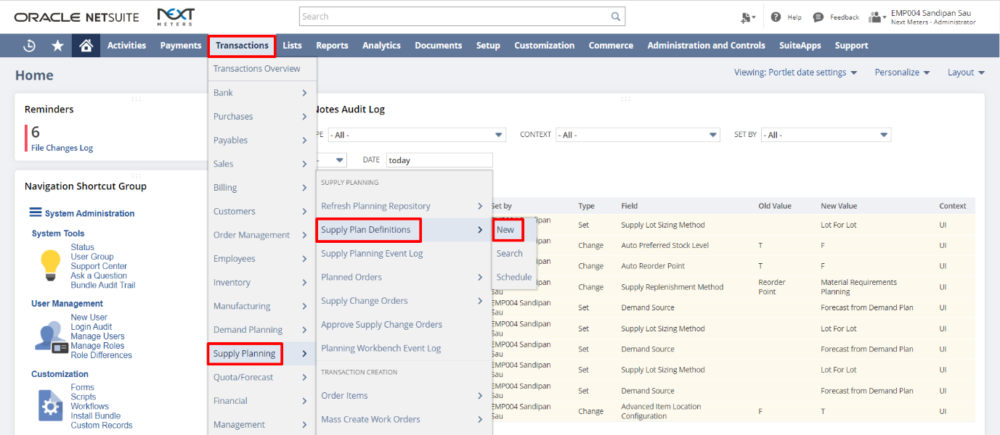 ORACLE NETSUITE
NEXT
METERS
Search
Help
Feedback
EMP004 Sandipan Sau
Next Meters - Administrator
Activities
Payments
Transactions
Lists
Reports
Analytics
Documents
Setup
Customization
Commerce
Administration and Controls
SuiteApps
Support
Home
Viewing: Portlet date settings
Personalize
Layout
Reminders
6
File Changes Log
Navigation Shortcut Group
System Administration
System Tools
Status
User Group
Support Center
Ask a Question
Bundle Audit Trail
User Management
New User
Login Audit
Manage Users
Manage Roles
Role Differences
Customization
Forms
Scripts
Workflows
Install Bundle
Custom Records
Transactions Overview
Bank
Purchases
Payables
Sales
Billing
Customers
Order Management
Employees
Inventory
Manufacturing
Demand Planning
Supply Planning
Quota/Forecast
Financial
Management
SUPPLY PLANNING
Refresh Planning Repository
Supply Plan Definitions
Supply Planning Event Log
Planned Orders
Supply Change Orders
Approve Supply Change Orders
Planning Workbench Event Log
TRANSACTION CREATION
Order Items
Mass Create Work Orders
New
Search
Schedule
Notes Audit Log
PE - All -
CONTEXT - All -
SET BY - All -
-
DATE today
Set by Type Field Old Value New Value Context
EMP004 Sandipan
Set Supply Lot Sizing Method Lot For Lot UI
dipan
Change Auto Preferred Stock Level T F UI
dipan
Change Auto Reorder Point T F UI
dipan
Sau
Change Supply Replenishment Method Reorder Point Material Requirements Planning UI
EMP004 Sandipan
Sau
Set Demand Source Forecast from Demand Plan UI
EMP004 Sandipan
Sau
Set Supply Lot Sizing Method Lot For Lot UI
EMP004 Sandipan
Sau
Set Demand Source Forecast from Demand Plan UI
EMP004 Sandipan
Sau
Set Supply Lot Sizing Method Lot For Lot UI
EMP004 Sandipan
Sau
Set Demand Source Forecast from Demand Plan UI
EMP004 Sandipan
Sau
Change Advanced Item Location Configuration F T UI